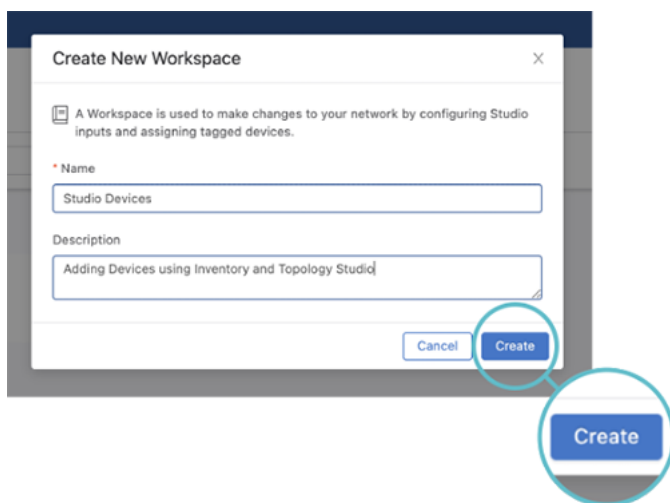 Create New Workspace
A Workspace is used to make changes to your network by configuring Studio
inputs and assigning tagged devices.
* Name
Studio Devices
Description
Adding Devices using Inventory and Topology Studio
Cancel
Create
Create